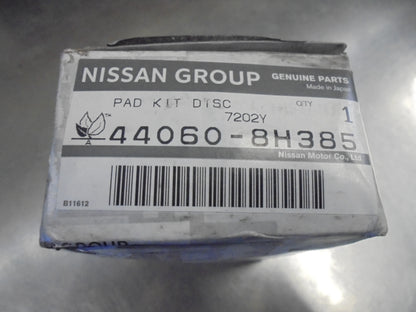 NISSAN GROUP GENUINE PARTS
Made in Japan
PAD KIT DISC QTY
7202Y 1
44060-8H385
Nissan Motor Co., Ltd.
B11612
GROUP